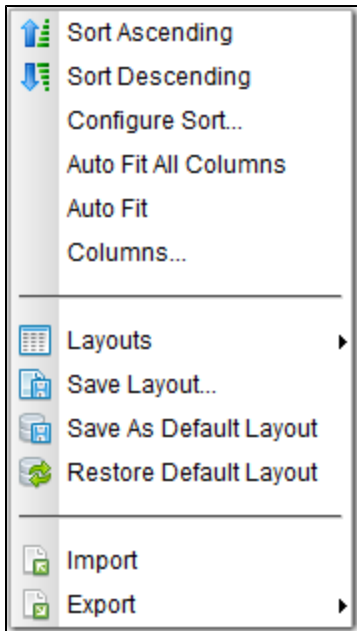 Sort Ascending
Sort Descending
Configure Sort...
Auto Fit All Columns
Auto Fit
Columns...
Layouts
Save Layout...
Save As Default Layout
Restore Default Layout
Import
Export